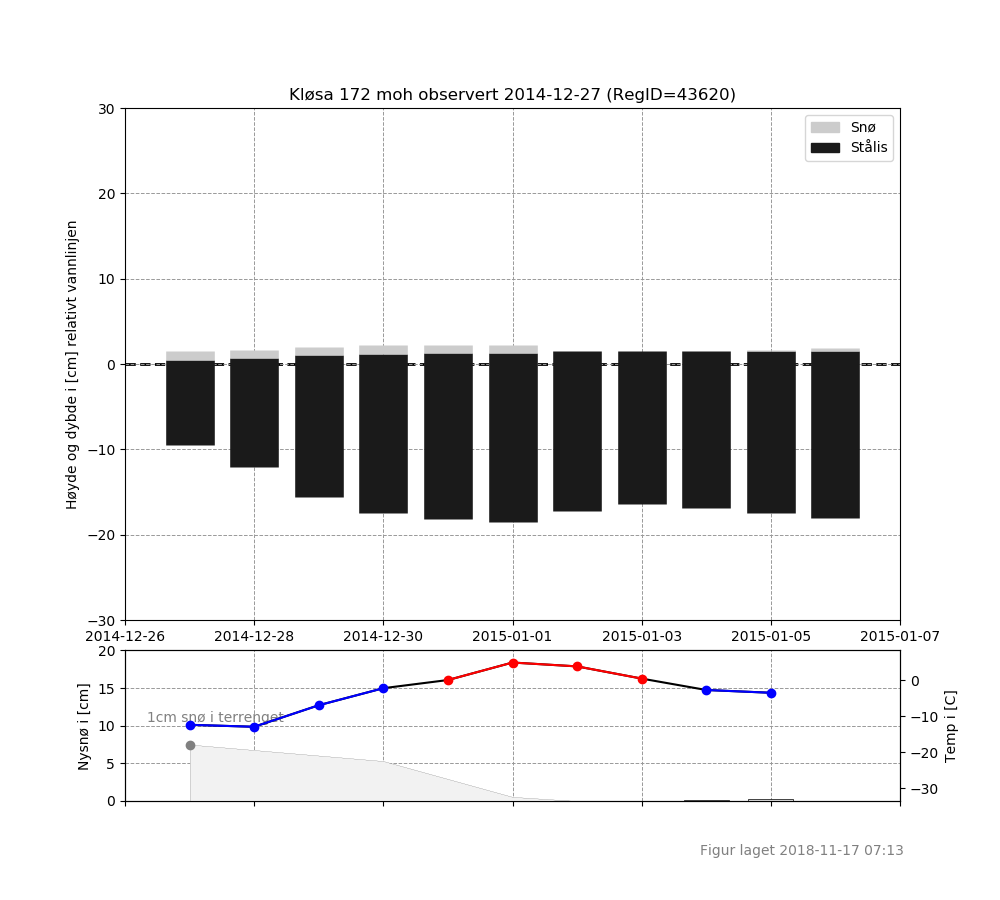 Kløsa 172 moh observert 2014-12-27 (RegID=43620)
Snø
Stålis
Høyde og dybde i [cm] relativt vannlinjen
30
20
10
0
−10
−20
−30
2014-12-26 2014-12-28 2014-12-30 2015-01-01 2015-01-03 2015-01-05 2015-01-07
Nysnø i [cm]
20
15
10
5
0
1cm snø i terrenget
0
−10
−20
−30
Temp i [C]
Figur laget 2018-11-17 07:13